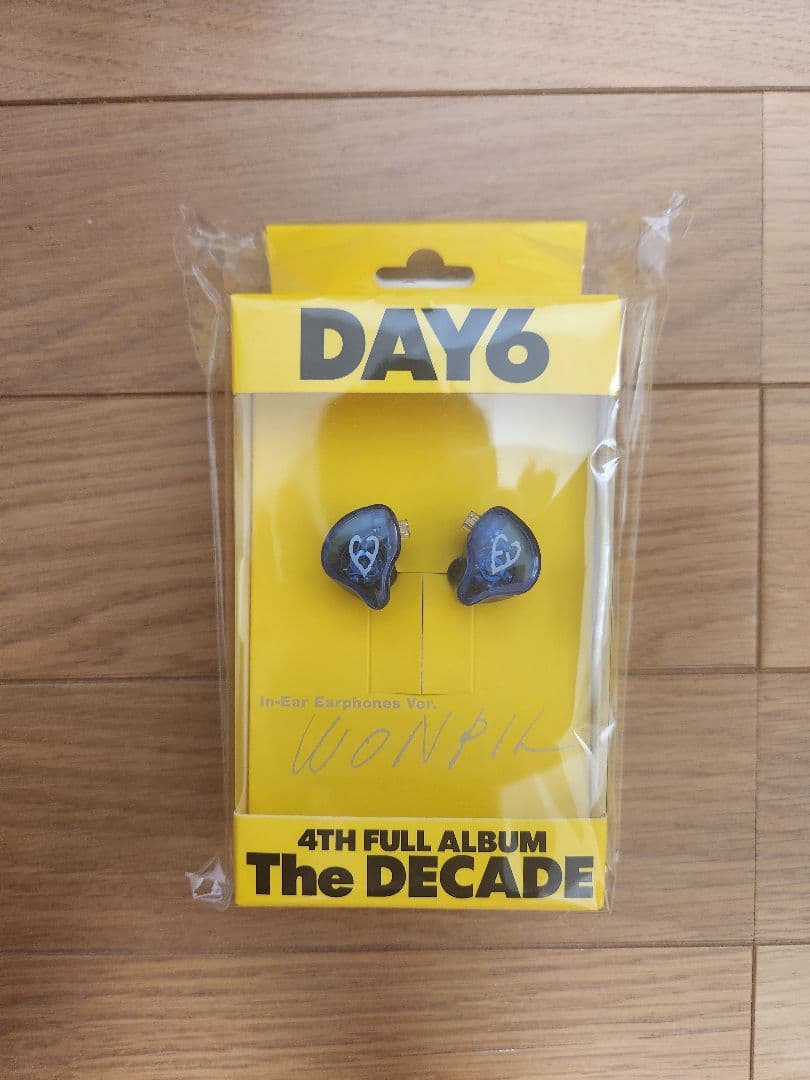 DAY6
In-Ear Earphones Ver.
WONPIL
4TH FULL ALBUM
The DECADE